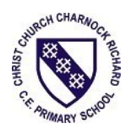 CHRIST CHURCH CHARNOCK RICHARD
C.E. PRIMARY SCHOOL